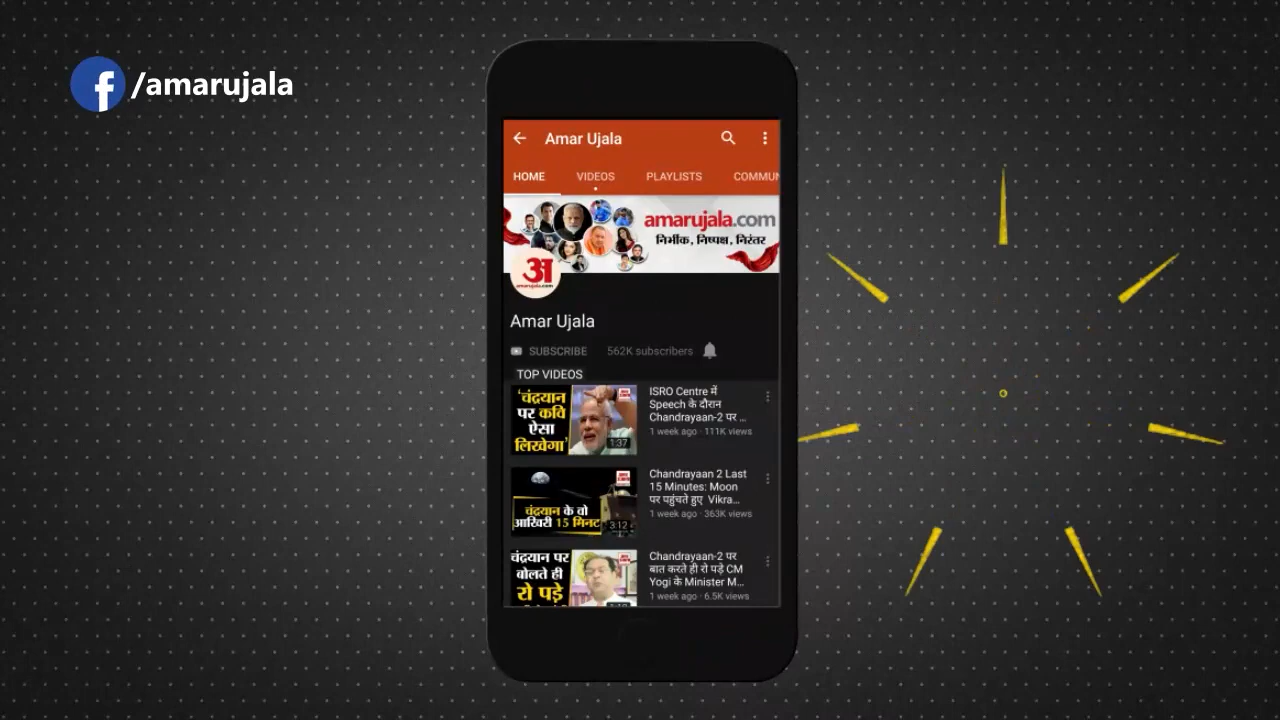 /amarujala
Amar Ujala
HOME VIDEOS PLAYLISTS COMMUN
amarujala.com
निर्भीक, निष्पक्ष, निरंतर
अ
amarujala.com
Amar Ujala
SUBSCRIBE 562K subscribers
TOP VIDEOS
'चंद्रयान
पर कवि
ऐसा
लिखेगा'
1:37
ISRO Centre में
Speech के दौरान
Chandrayaan-2 पर ...
1 week ago · 111K views
चंद्रयान के वो
आखिरी 15 मिनट
3:12
Chandrayaan 2 Last
15 Minutes: Moon
पर पहुंचते हुए Vikra...
1 week ago · 363K views
चंद्रयान पर
बोलते ही
रो पड़े
Chandrayaan-2 पर
बात करते ही रो पड़े CM
Yogi के Minister M...
1 week ago · 6.5K views